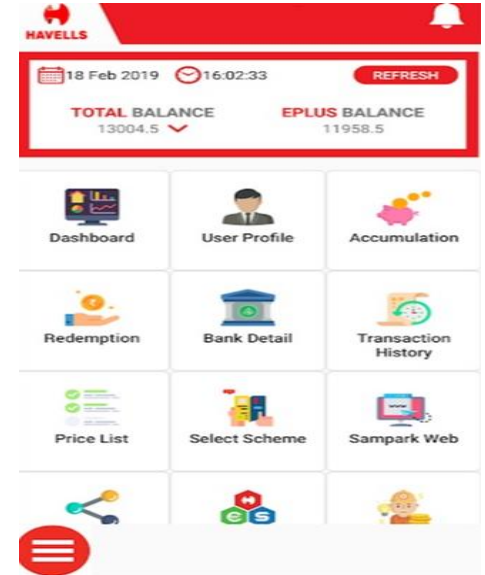 HAVELLS
18 Feb 2019 16:02:33 REFRESH
TOTAL BALANCE EPLUS BALANCE
13004.5 11958.5
Dashboard User Profile Accumulation
Redemption Bank Detail Transaction
History
Price List Select Scheme Sampark Web
e S